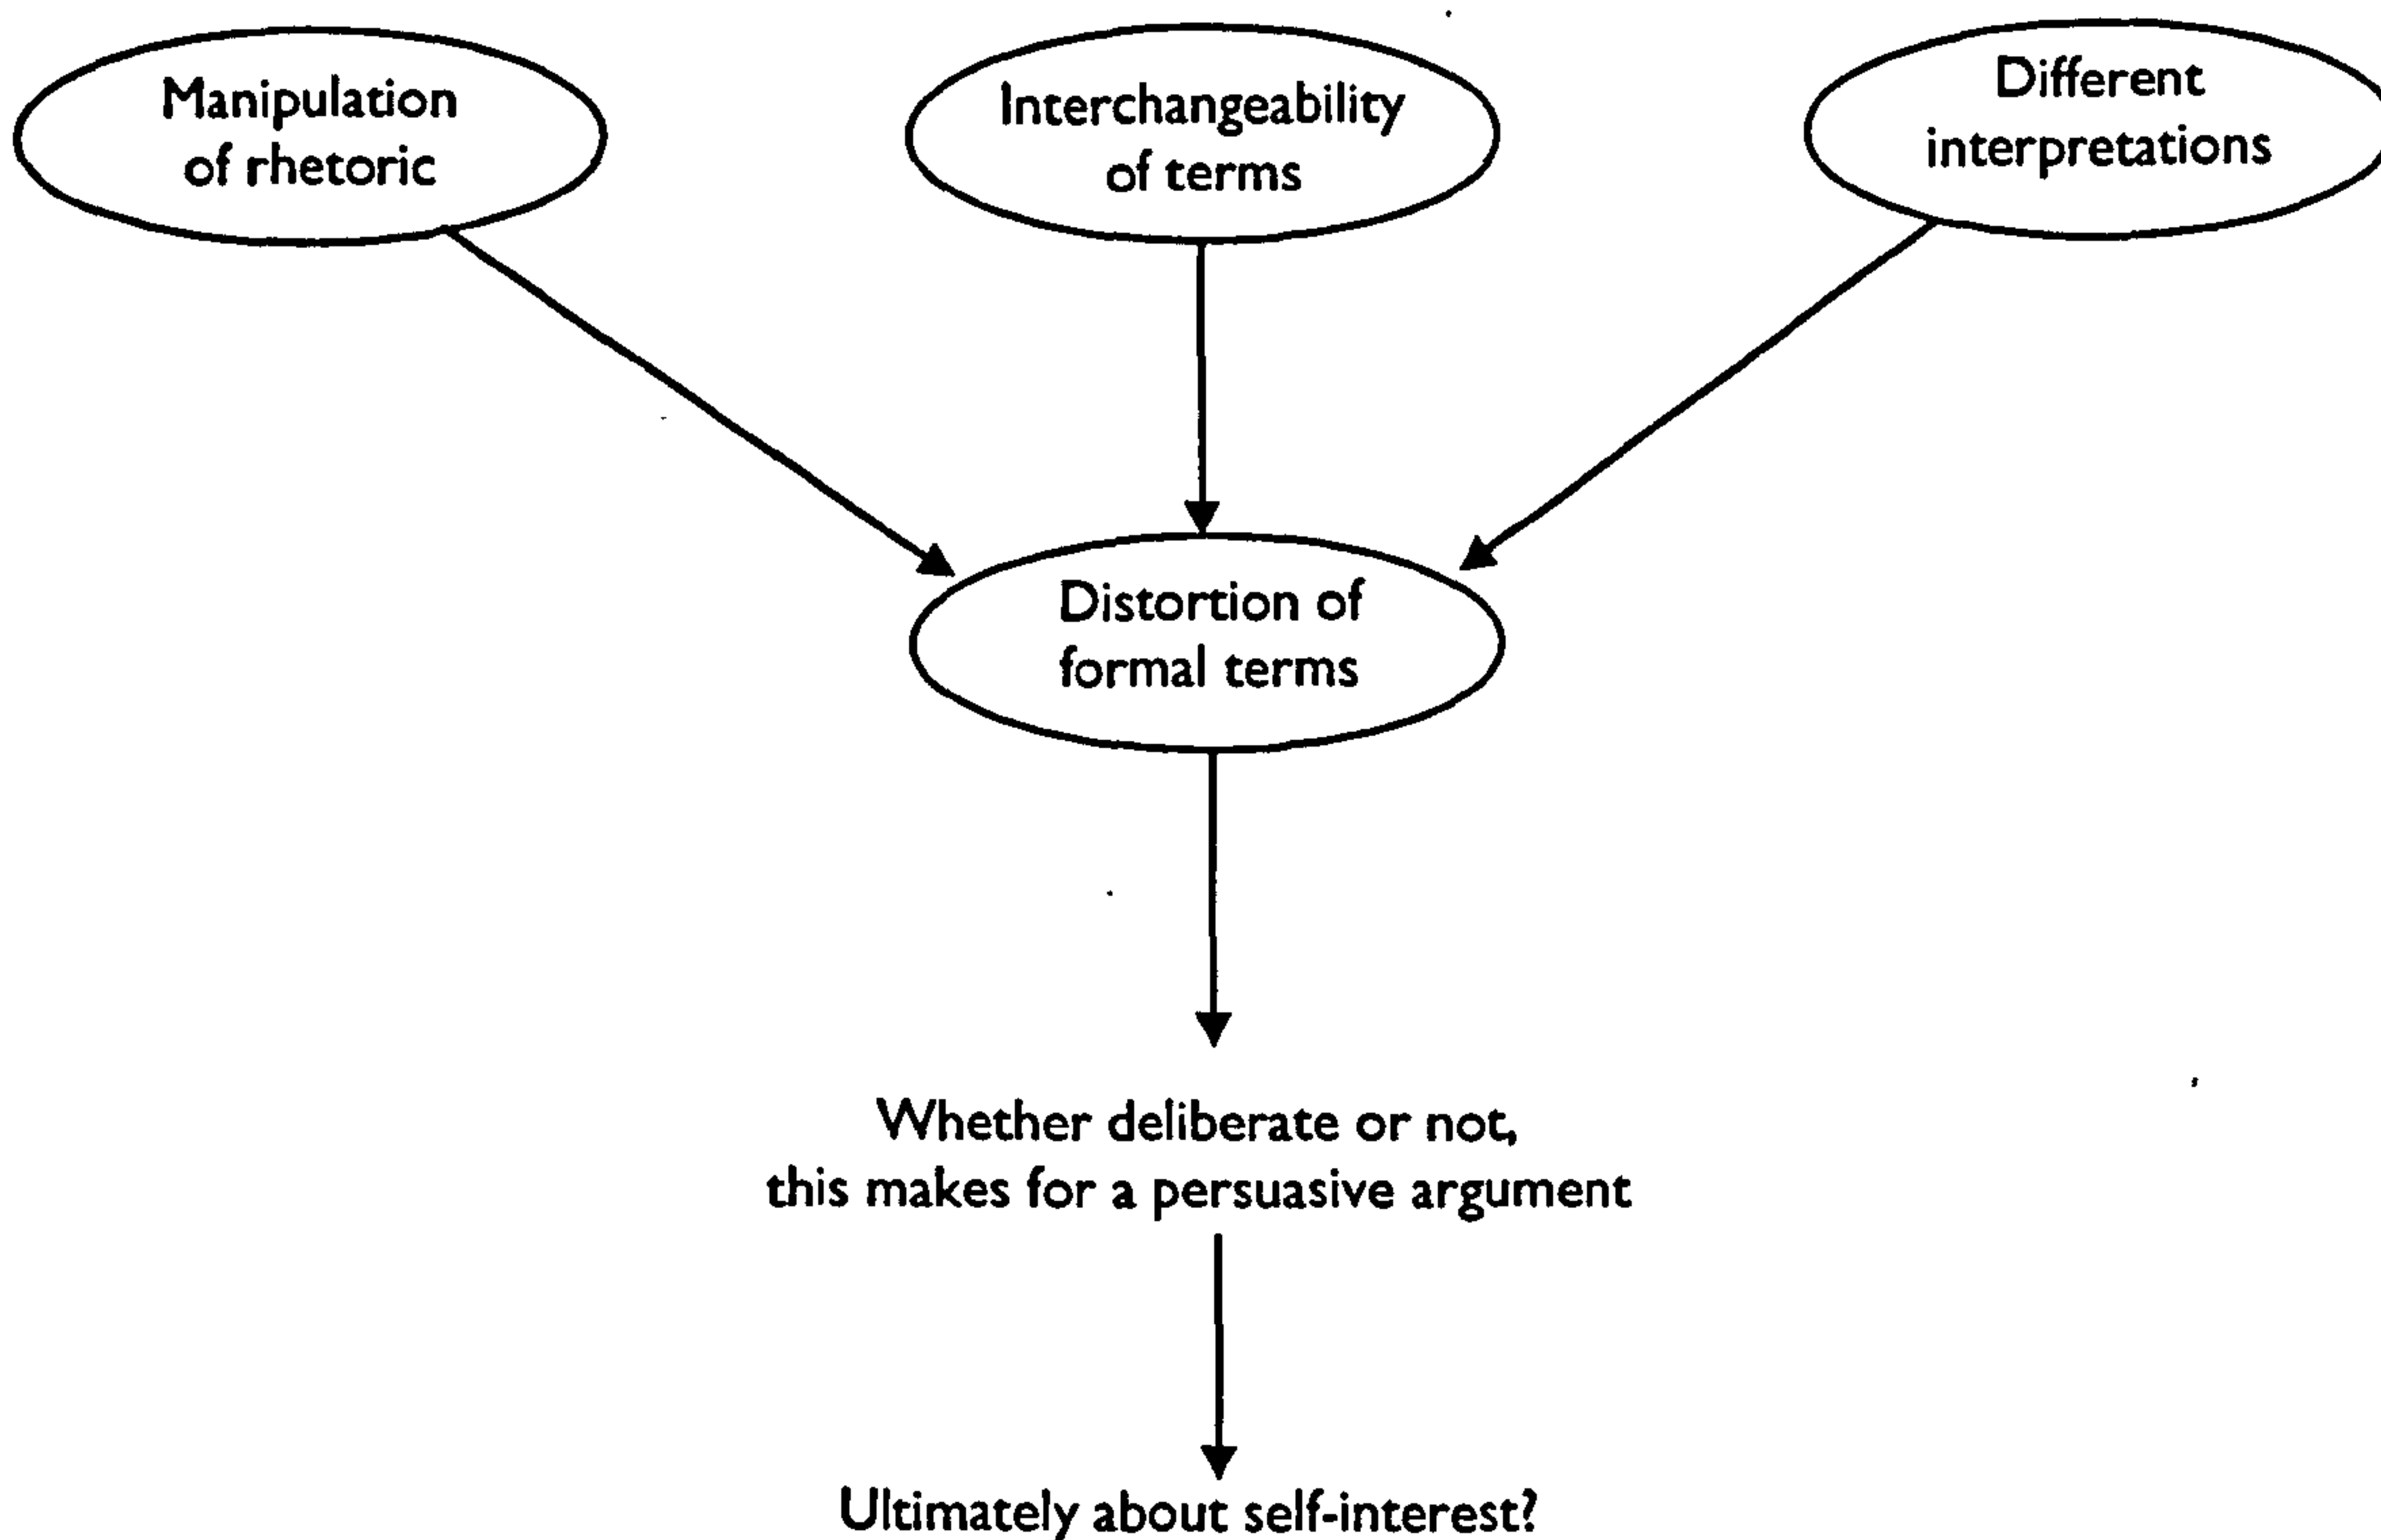 Manipulation
of rhetoric
Interchangeability
of terms
Different
interpretations
Distortion of
formal terms
Whether deliberate or not,
this makes for a persuasive argument
Ultimately about self-interest?